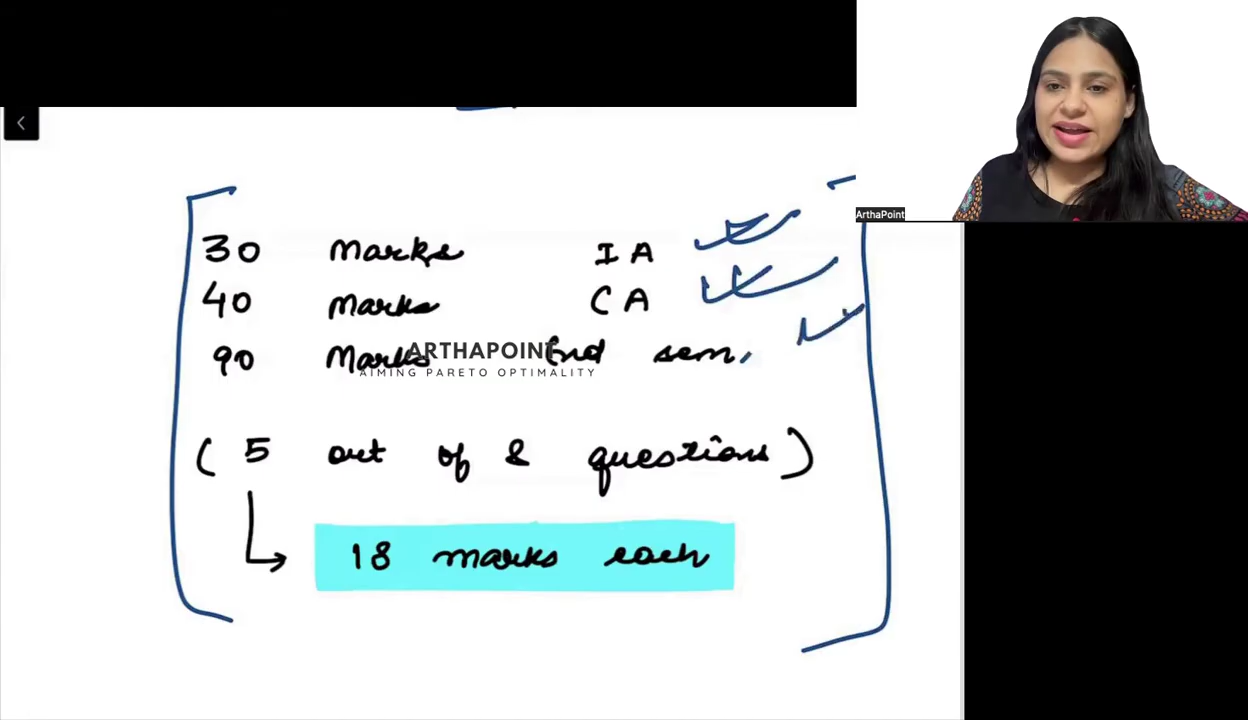 ArthaPoint
30 Marks IA
40 Marks CA
90 Marks End sem.
ARTHAPOINT
AIMING PARETO OPTIMALITY
( 5 out of 8 questions )
18 marks each